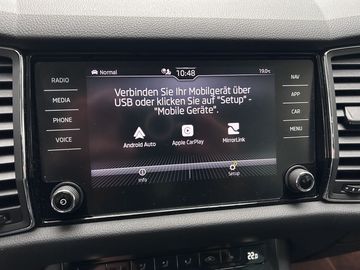 Normal
10:48
19.0°C
RADIO
MEDIA
PHONE
VOICE
NAV
APP
CAR
MENU
Verbinden Sie Ihr Mobilgerät über
USB oder klicken Sie auf "Setup" -
"Mobile Geräte".
Android Auto
Apple CarPlay
MirrorLink
Info
Setup